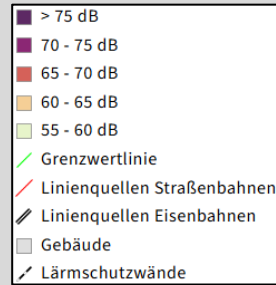 > 75 dB
70 - 75 dB
65 - 70 dB
60 - 65 dB
55 - 60 dB
Grenzwertlinie
Linienquellen Straßenbahnen
Linienquellen Eisenbahnen
Gebäude
Lärmschutzwände